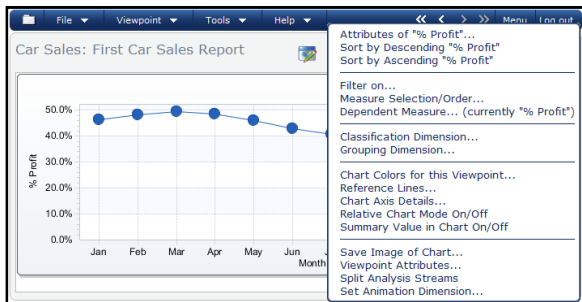 File Viewpoint Tools Help Menu Log out
Car Sales: First Car Sales Report
50.0%
40.0%
30.0%
20.0%
10.0%
0.0%
% Profit
Jan Feb Mar Apr May Jun
Month
Attributes of "% Profit"...
Sort by Descending "% Profit"
Sort by Ascending "% Profit"
Filter on...
Measure Selection/Order...
Dependent Measure... (currently "% Profit")
Classification Dimension...
Grouping Dimension...
Chart Colors for this Viewpoint...
Reference Lines...
Chart Axis Details...
Relative Chart Mode On/Off
Summary Value in Chart On/Off
Save Image of Chart...
Viewpoint Attributes...
Split Analysis Streams
Set Animation Dimension...